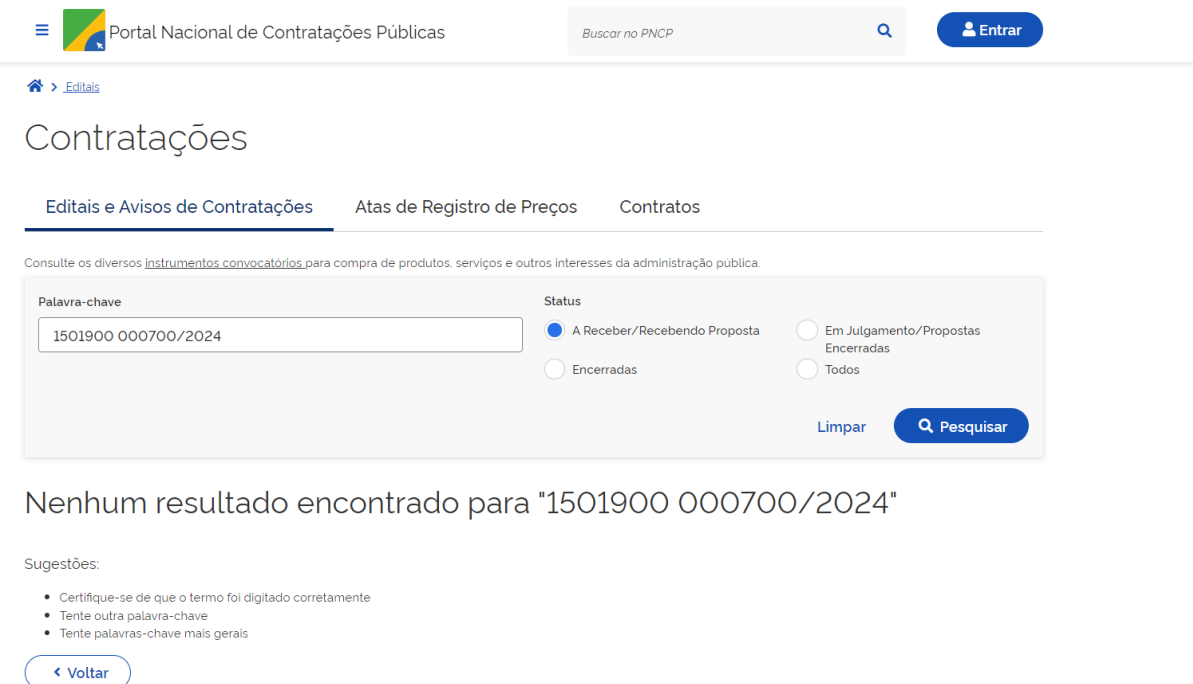 Portal Nacional de Contratações Públicas
Buscar no PNCP
Entrar
Editais
Contratações
Editais e Avisos de Contratações
Atas de Registro de Preços
Contratos
Consulte os diversos instrumentos convocatórios para compra de produtos, serviços e outros interesses da administração pública.
Palavra-chave
1501900 000700/2024
Status
A Receber/Recebendo Proposta
Em Julgamento/Propostas
Encerradas
Encerradas
Todos
Limpar
Pesquisar
Nenhum resultado encontrado para "1501900 000700/2024"
Sugestões:
Certifique-se de que o termo foi digitado corretamente
Tente outra palavra-chave
Tente palavras-chave mais gerais
Voltar